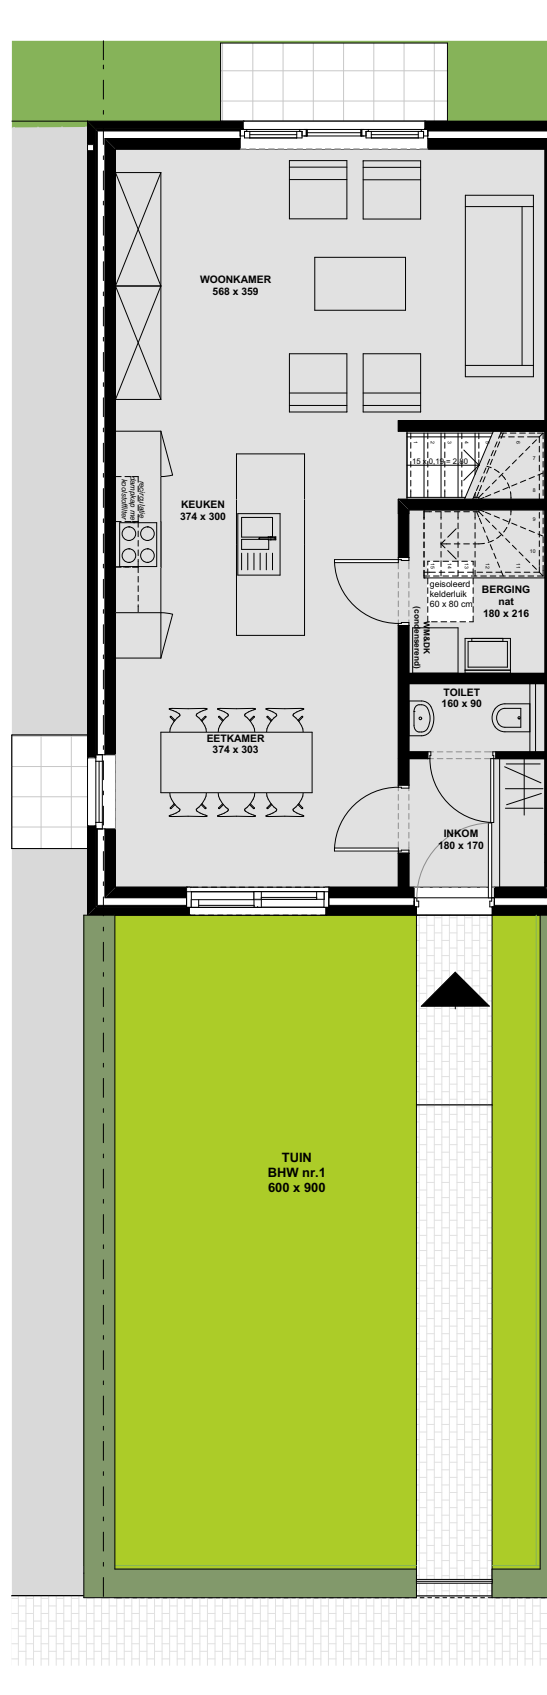 WOONKAMER
568 x 359
15 x 0,19 = 2,90
KEUKEN
374 x 300
geisoleerd
kelderluik
60 x 80 cm
BERGING
nat
180 x 216
WM&DK
(condenserend)
TOILET
160 x 90
EETKAMER
374 x 303
INKOM
180 x 170
TUIN
BHW nr.1
600 x 900